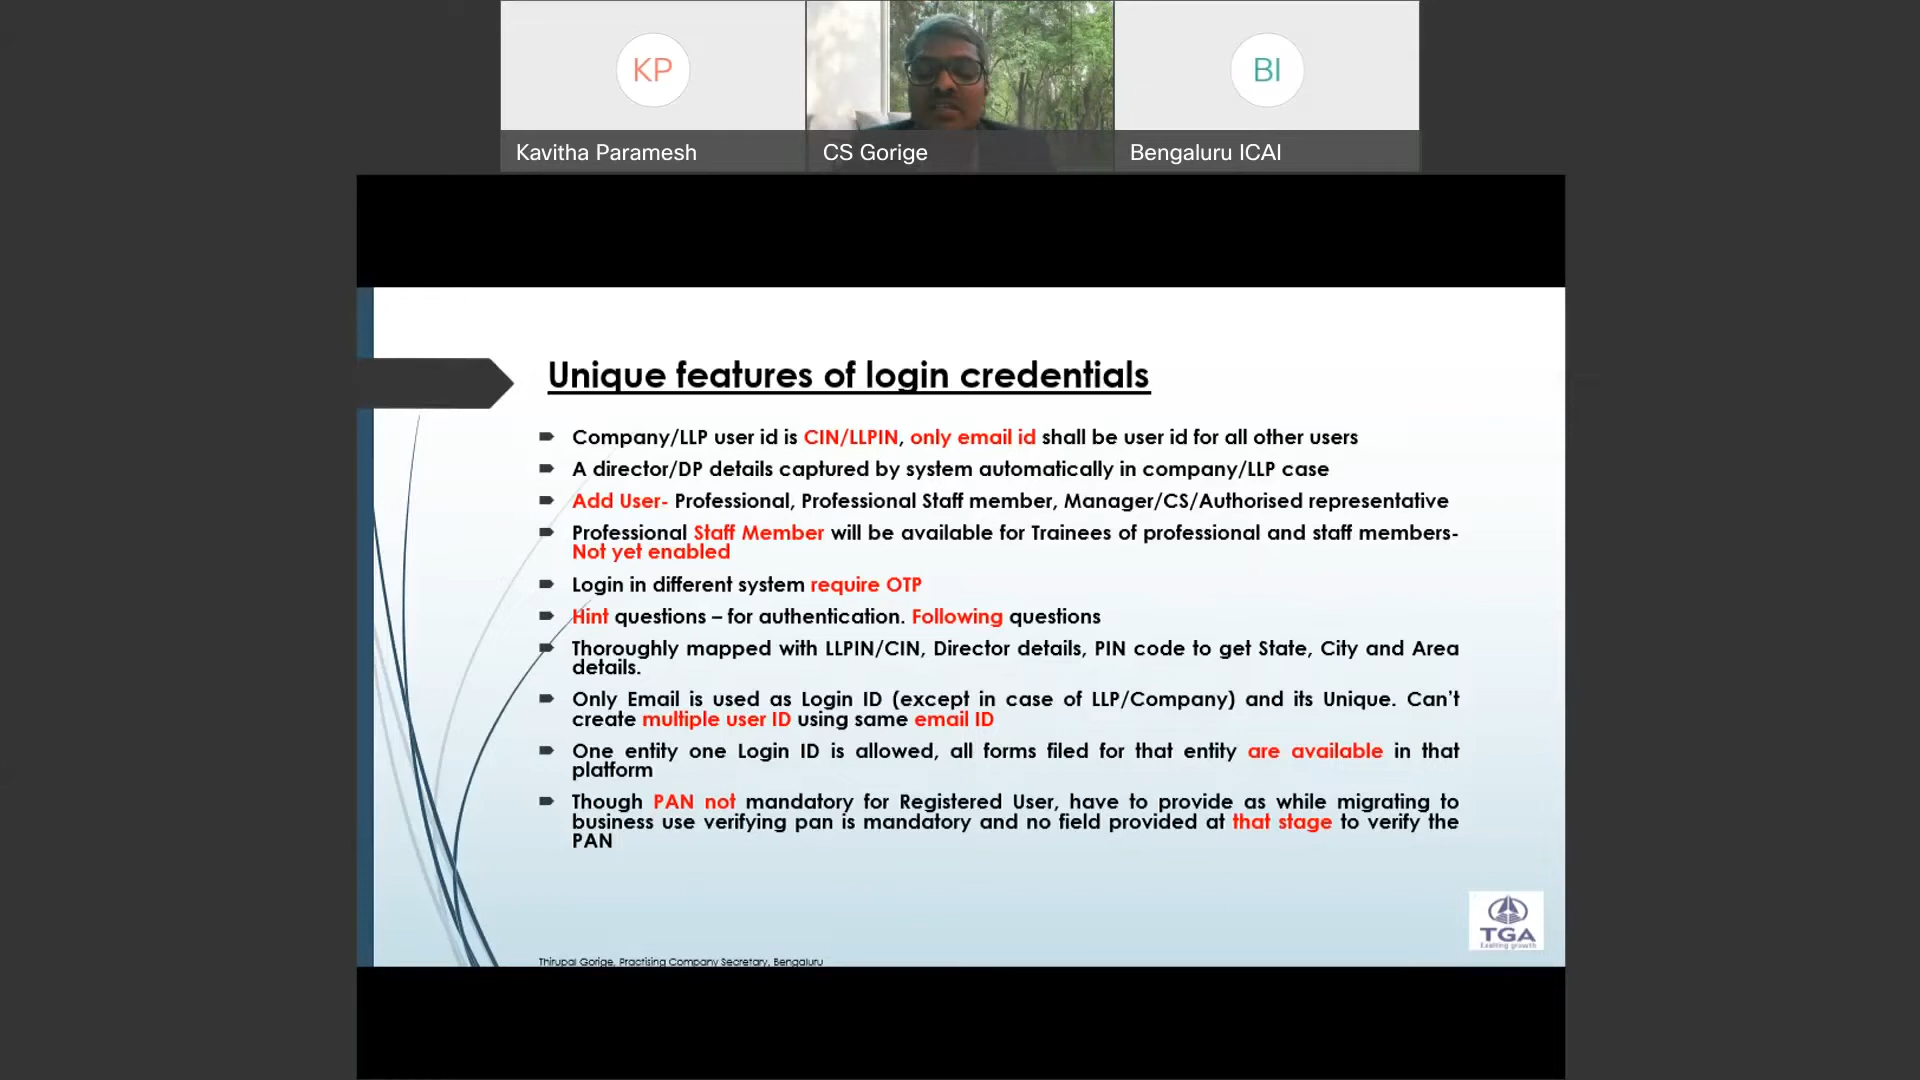 KP
BI
Kavitha Paramesh
CS Gorige
Bengaluru ICAI
Unique features of login credentials
Company/LLP user id is CIN/LLPIN, only email id shall be user id for all other users
A director/DP details captured by system automatically in company/LLP case
Add User- Professional, Professional Staff member, Manager/CS/Authorised representative
Professional Staff Member will be available for Trainees of professional and staff members-
Not yet enabled
Login in different system require OTP
Hint questions – for authentication. Following questions
Thoroughly mapped with LLPIN/CIN, Director details, PIN code to get State, City and Area
details.
Only Email is used as Login ID (except in case of LLP/Company) and its Unique. Can't
create multiple user ID using same email ID
One entity one Login ID is allowed, all forms filed for that entity are available in that
platform
Though PAN not mandatory for Registered User, have to provide as while migrating to
business use verifying pan is mandatory and no field provided at that stage to verify the
PAN
TGA
Exalting growth
Thirupal Gorige, Practising Company Secretary, Bengaluru